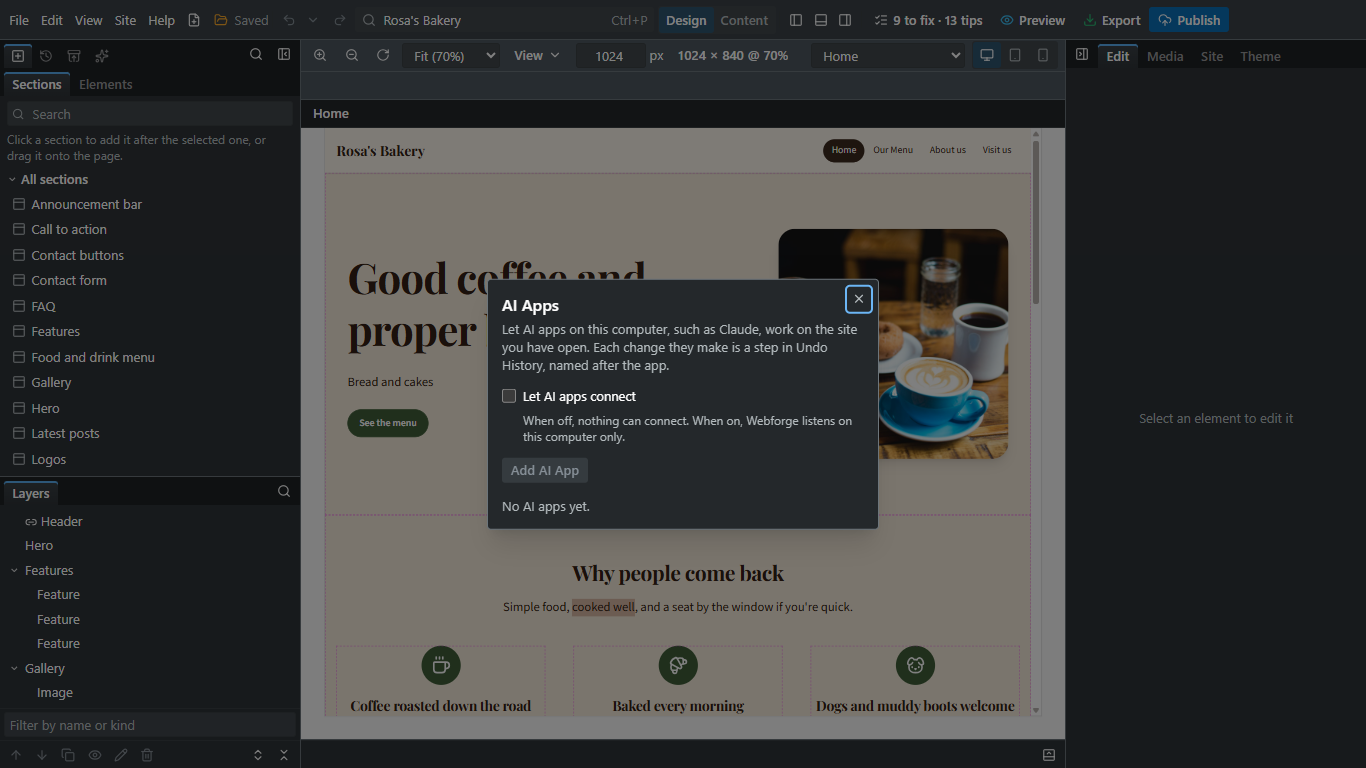 File Edit View Site Help Saved Rosa's Bakery Ctrl+P Design Content 9 to fix · 13 tips Preview Export Publish
Sections Elements
Search
Click a section to add it after the selected one, or
drag it onto the page.
All sections
Announcement bar
Call to action
Contact buttons
Contact form
FAQ
Features
Food and drink menu
Gallery
Hero
Latest posts
Logos
Layers
Header
Hero
Features
Feature
Feature
Feature
Gallery
Image
Filter by name or kind
Fit (70%) View 1024 px 1024 × 840 @ 70% Home
Home
Rosa's Bakery Home Our Menu About us Visit us
Good coffee and
proper
Bread and cakes
See the menu
AI Apps
Let AI apps on this computer, such as Claude, work on the site
you have open. Each change they make is a step in Undo
History, named after the app.
Let AI apps connect
When off, nothing can connect. When on, Webforge listens on
this computer only.
Add AI App
No AI apps yet.
Why people come back
Simple food, cooked well, and a seat by the window if you're quick.
Coffee roasted down the road Baked every morning Dogs and muddy boots welcome
Edit Media Site Theme
Select an element to edit it